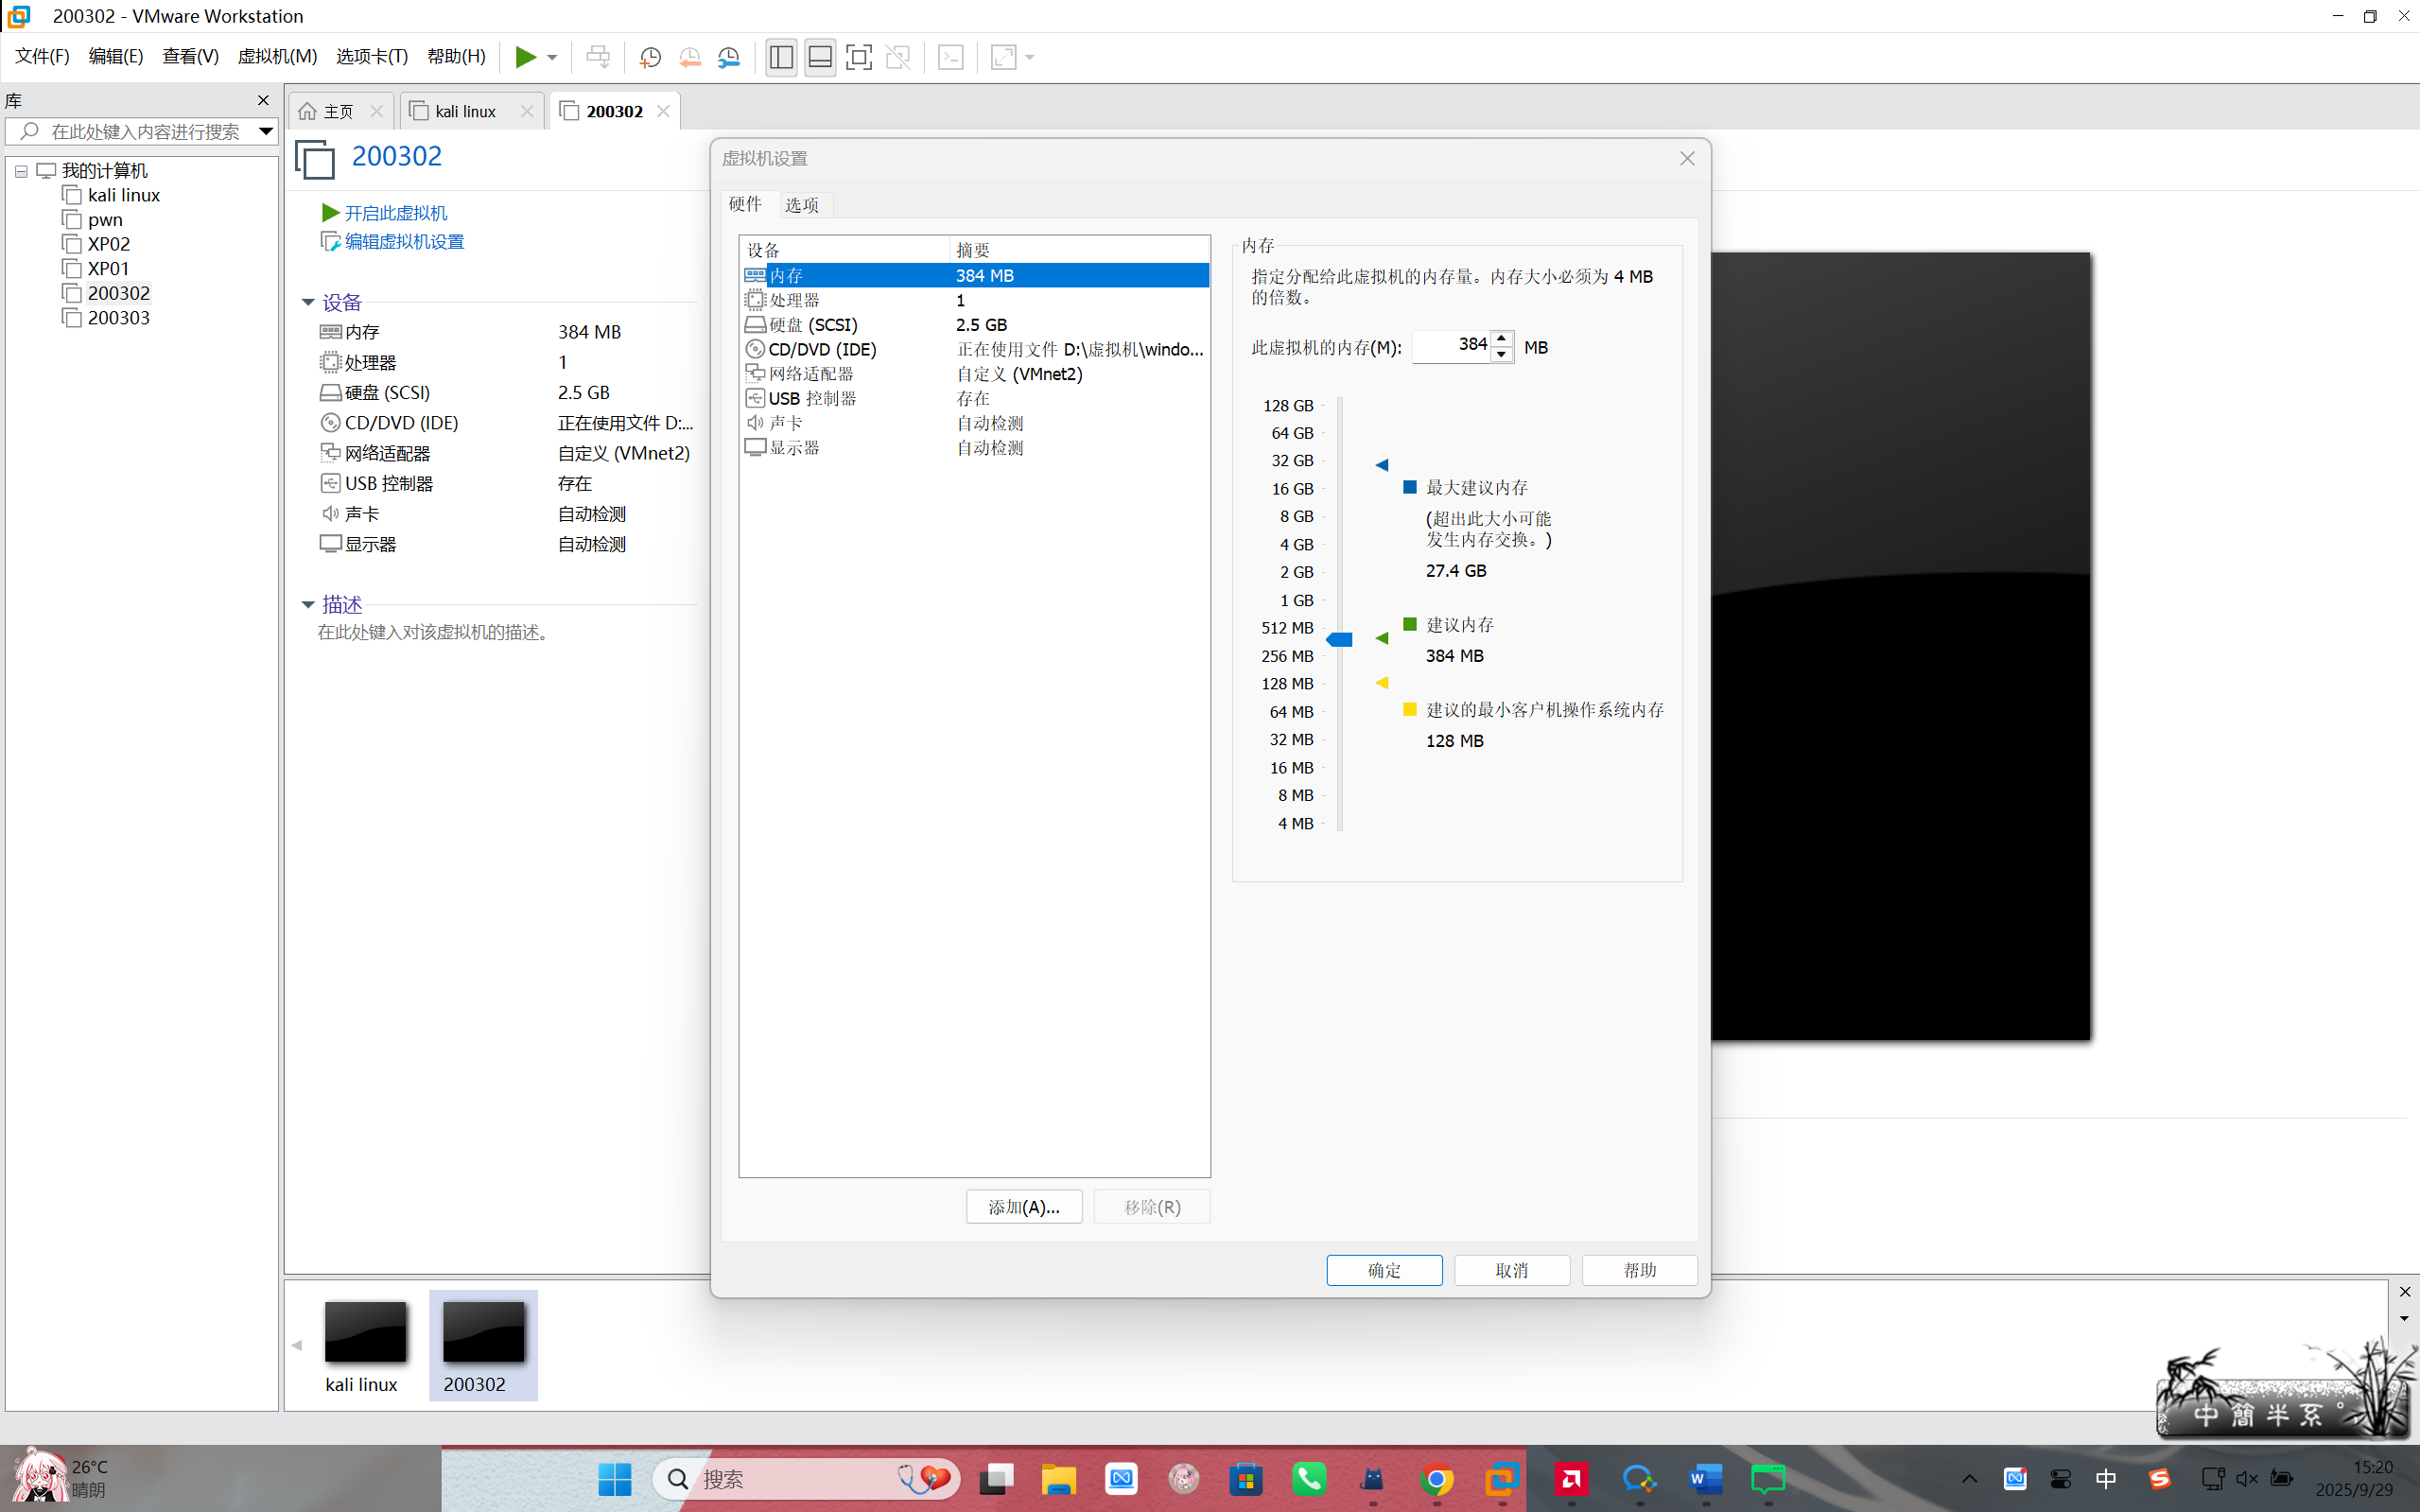 200302 - VMware Workstation
文件(F) 编辑(E) 查看(V) 虚拟机(M) 选项卡(T) 帮助(H)
库
在此处键入内容进行搜索
我的计算机
kali linux
pwn
XP02
XP01
200302
200303
主页
kali linux
200302
200302
开启此虚拟机
编辑虚拟机设置
设备
内存 384 MB
处理器 1
硬盘 (SCSI) 2.5 GB
CD/DVD (IDE) 正在使用文件 D:...
网络适配器 自定义 (VMnet2)
USB 控制器 存在
声卡 自动检测
显示器 自动检测
描述
在此处键入对该虚拟机的描述。
虚拟机设置
硬件 选项
设备 摘要
内存 384 MB
处理器 1
硬盘 (SCSI) 2.5 GB
CD/DVD (IDE) 正在使用文件 D:\虚拟机\windo...
网络适配器 自定义 (VMnet2)
USB 控制器 存在
声卡 自动检测
显示器 自动检测
添加(A)... 移除(R)
内存
指定分配给此虚拟机的内存量。内存大小必须为 4 MB
的倍数。
此虚拟机的内存(M): 384 MB
128 GB
64 GB
32 GB
16 GB
8 GB
4 GB
2 GB
1 GB
512 MB
256 MB
128 MB
64 MB
32 MB
16 MB
8 MB
4 MB
最大建议内存
(超出此大小可能
发生内存交换。)
27.4 GB
建议内存
384 MB
建议的最小客户机操作系统内存
128 MB
确定 取消 帮助
kali linux
200302
中 簡 半 系
26°C
晴朗
搜索
中
15:20
2025/9/29